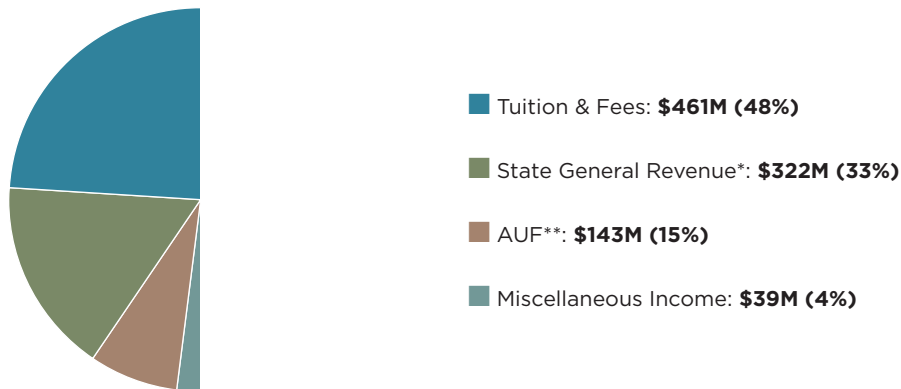 Tuition & Fees: $461M (48%)
State General Revenue*: $322M (33%)
AUF**: $143M (15%)
Miscellaneous Income: $39M (4%)